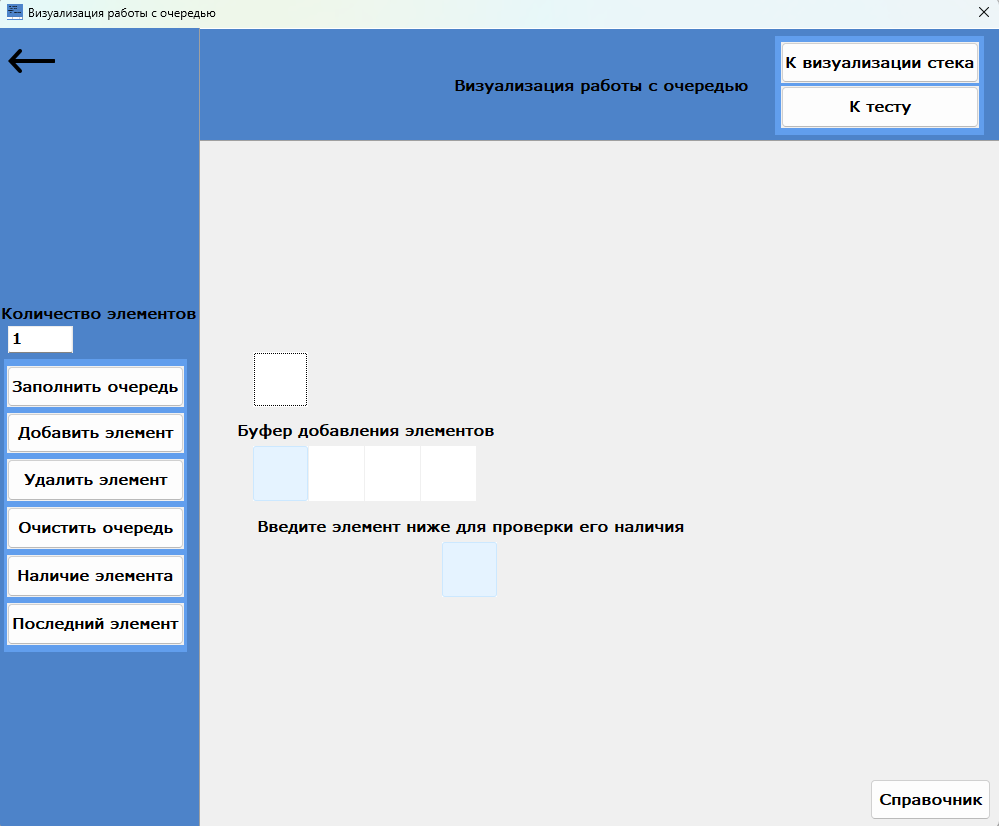 Визуализация работы с очередью
Визуализация работы с очередью
К визуализации стека
К тесту
Количество элементов
1
Заполнить очередь
Добавить элемент
Удалить элемент
Очистить очередь
Наличие элемента
Последний элемент
Буфер добавления элементов
Введите элемент ниже для проверки его наличия
Справочник